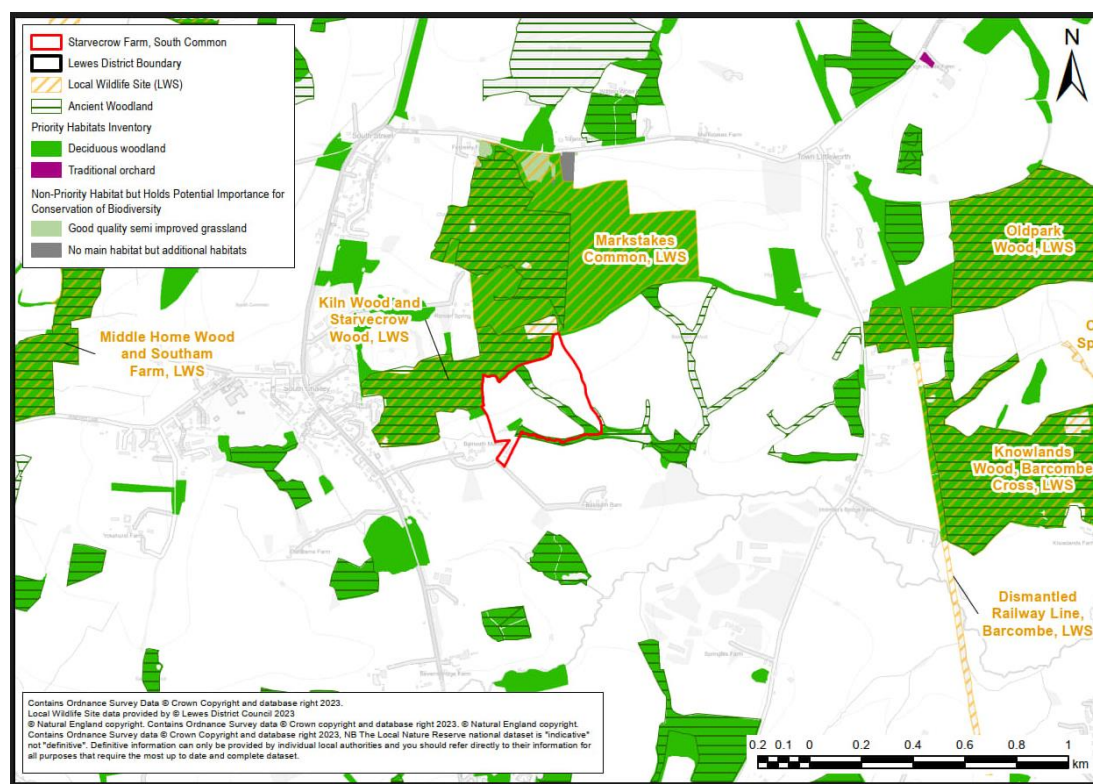 Starvecrow Farm, South Common
Lewes District Boundary
Local Wildlife Site (LWS)
Ancient Woodland
Priority Habitats Inventory
Deciduous woodland
Traditional orchard
Non-Priority Habitat but Holds Potential Importance for
Conservation of Biodiversity
Good quality semi improved grassland
No main habitat but additional habitats
N
South Street
Markstakes Farm
Town Littleworth
Markstakes
Common, LWS
Oldpark
Wood, LWS
Kiln Wood and
Starvecrow
Wood, LWS
Middle Home Wood
and Southam
Farm, LWS
South Common
South Chailey
Knowlands
Wood, Barcombe
Cross, LWS
Dismantled
Railway Line,
Barcombe, LWS
Contains Ordnance Survey Data © Crown Copyright and database right 2023.
Local Wildlife Site data provided by © Lewes District Council 2023
© Natural England copyright. Contains Ordnance Survey data © Crown copyright and database right 2023. © Natural England copyright.
Contains Ordnance Survey data © Crown Copyright and database right 2023, NB The Local Nature Reserve national dataset is "indicative"
not "definitive". Definitive information can only be provided by individual local authorities and you should refer directly to their information for
all purposes that require the most up to date and complete dataset.
0.2 0.1 0 0.2 0.4 0.6 0.8 1
km